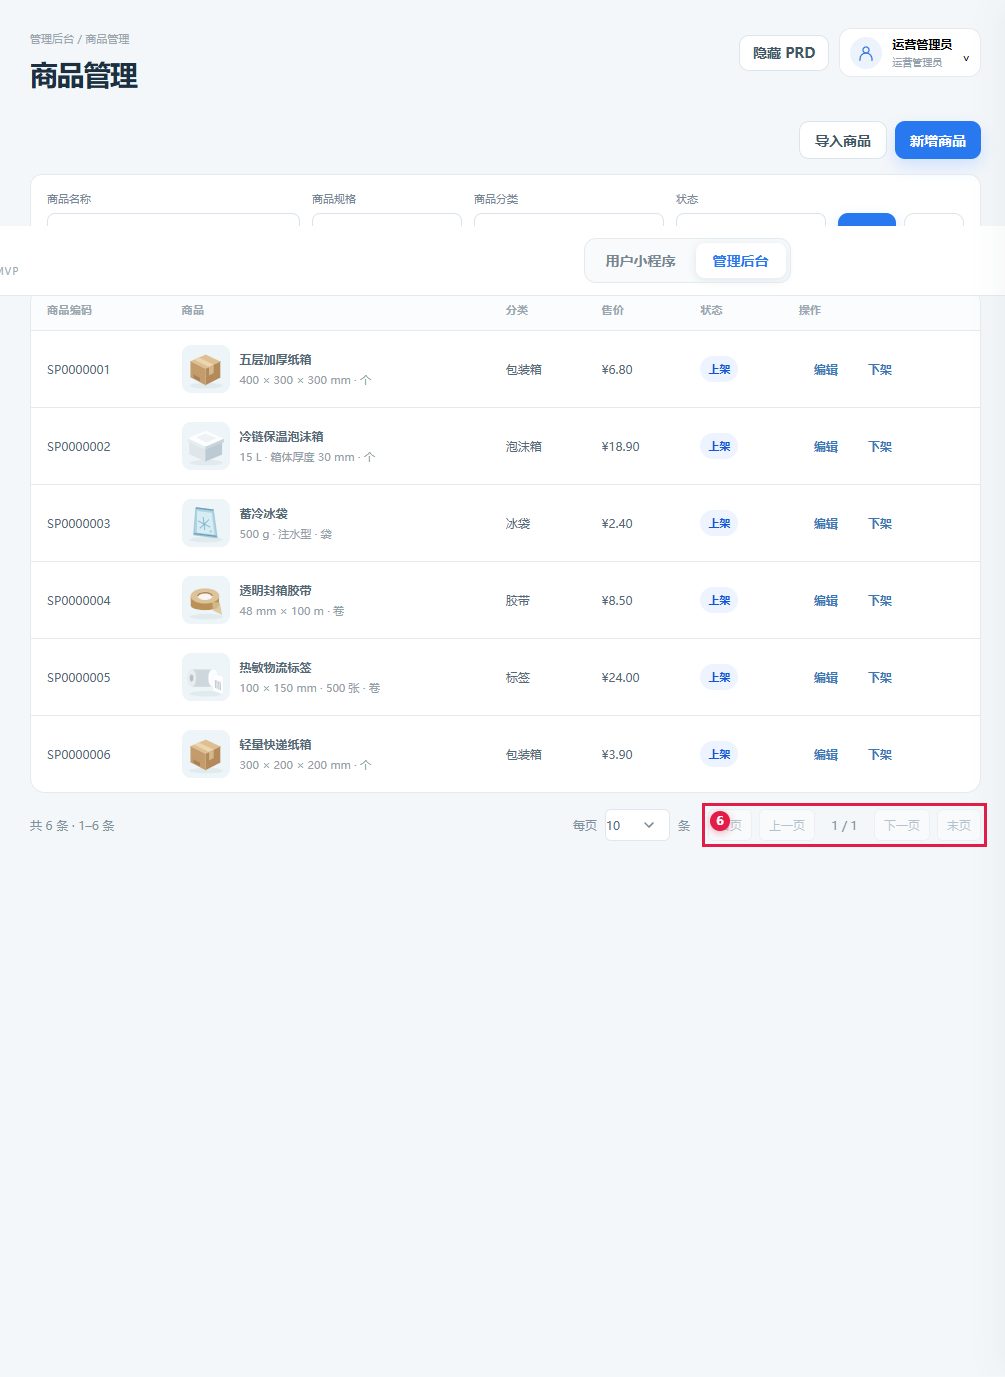 管理后台 / 商品管理
商品管理
隐藏 PRD
运营管理员
运营管理员
导入商品
新增商品
商品名称 商品规格 商品分类 状态
MVP
用户小程序 管理后台
商品编码 商品 分类 售价 状态 操作
SP0000001 五层加厚纸箱 包装箱 ¥6.80 上架 编辑 下架
400 × 300 × 300 mm · 个
SP0000002 冷链保温泡沫箱 泡沫箱 ¥18.90 上架 编辑 下架
15 L · 箱体厚度 30 mm · 个
SP0000003 蓄冷冰袋 冰袋 ¥2.40 上架 编辑 下架
500 g · 注水型 · 袋
SP0000004 透明封箱胶带 胶带 ¥8.50 上架 编辑 下架
48 mm × 100 m · 卷
SP0000005 热敏物流标签 标签 ¥24.00 上架 编辑 下架
100 × 150 mm · 500 张 · 卷
SP0000006 轻量快递纸箱 包装箱 ¥3.90 上架 编辑 下架
300 × 200 × 200 mm · 个
共 6 条 · 1–6 条 每页 10 条 6 页 上一页 1 / 1 下一页 末页